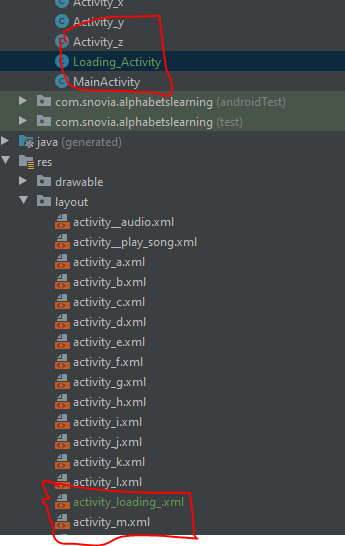 Activity_x
Activity_y
Activity_z
Loading_Activity
MainActivity
com.snovia.alphabetslearning (androidTest)
com.snovia.alphabetslearning (test)
java (generated)
res
drawable
layout
activity__audio.xml
activity__play_song.xml
activity_a.xml
activity_b.xml
activity_c.xml
activity_d.xml
activity_e.xml
activity_f.xml
activity_g.xml
activity_h.xml
activity_i.xml
activity_j.xml
activity_k.xml
activity_l.xml
activity_loading_.xml
activity_m.xml